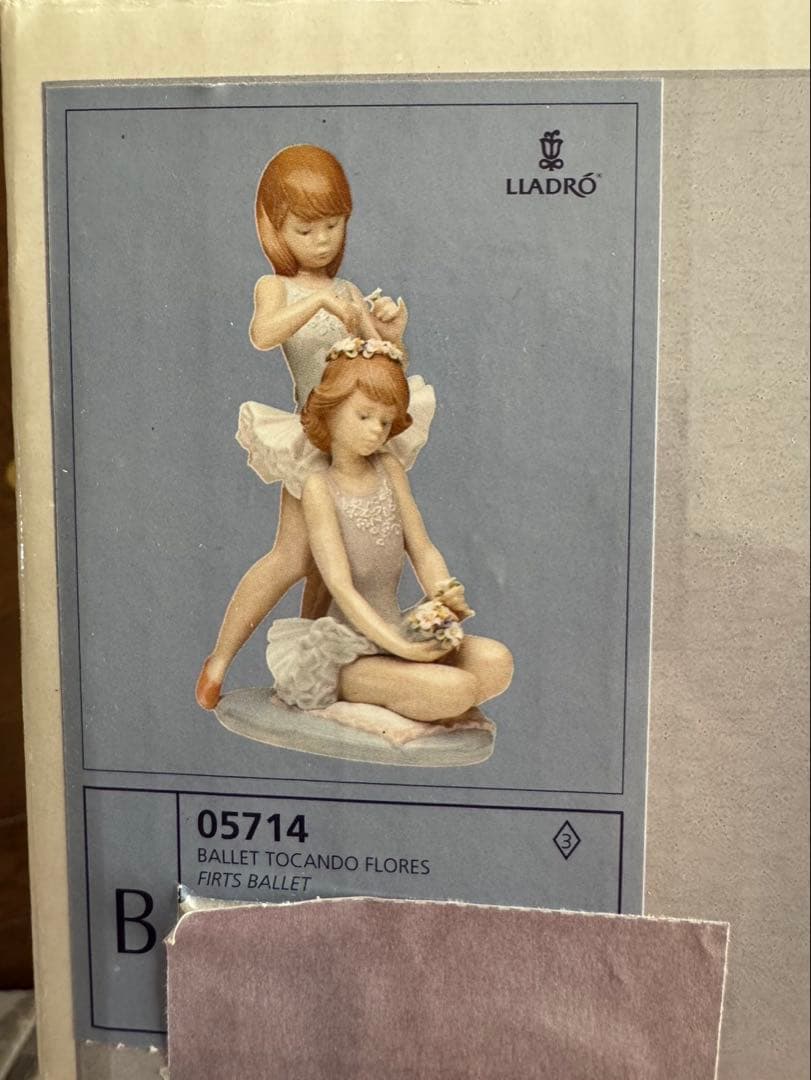 LLADRÓ®
05714
3
BALLET TOCANDO FLORES
FIRTS BALLET
B